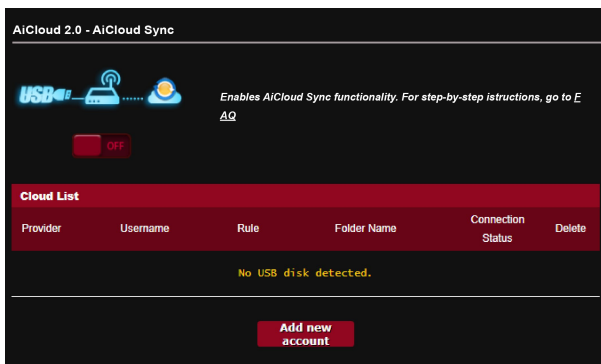 AiCloud 2.0 - AiCloud Sync
USB
Enables AiCloud Sync functionality. For step-by-step istructions, go to F
AQ
OFF
Cloud List
Provider Username Rule Folder Name Connection Status Delete
No USB disk detected.
Add new
account